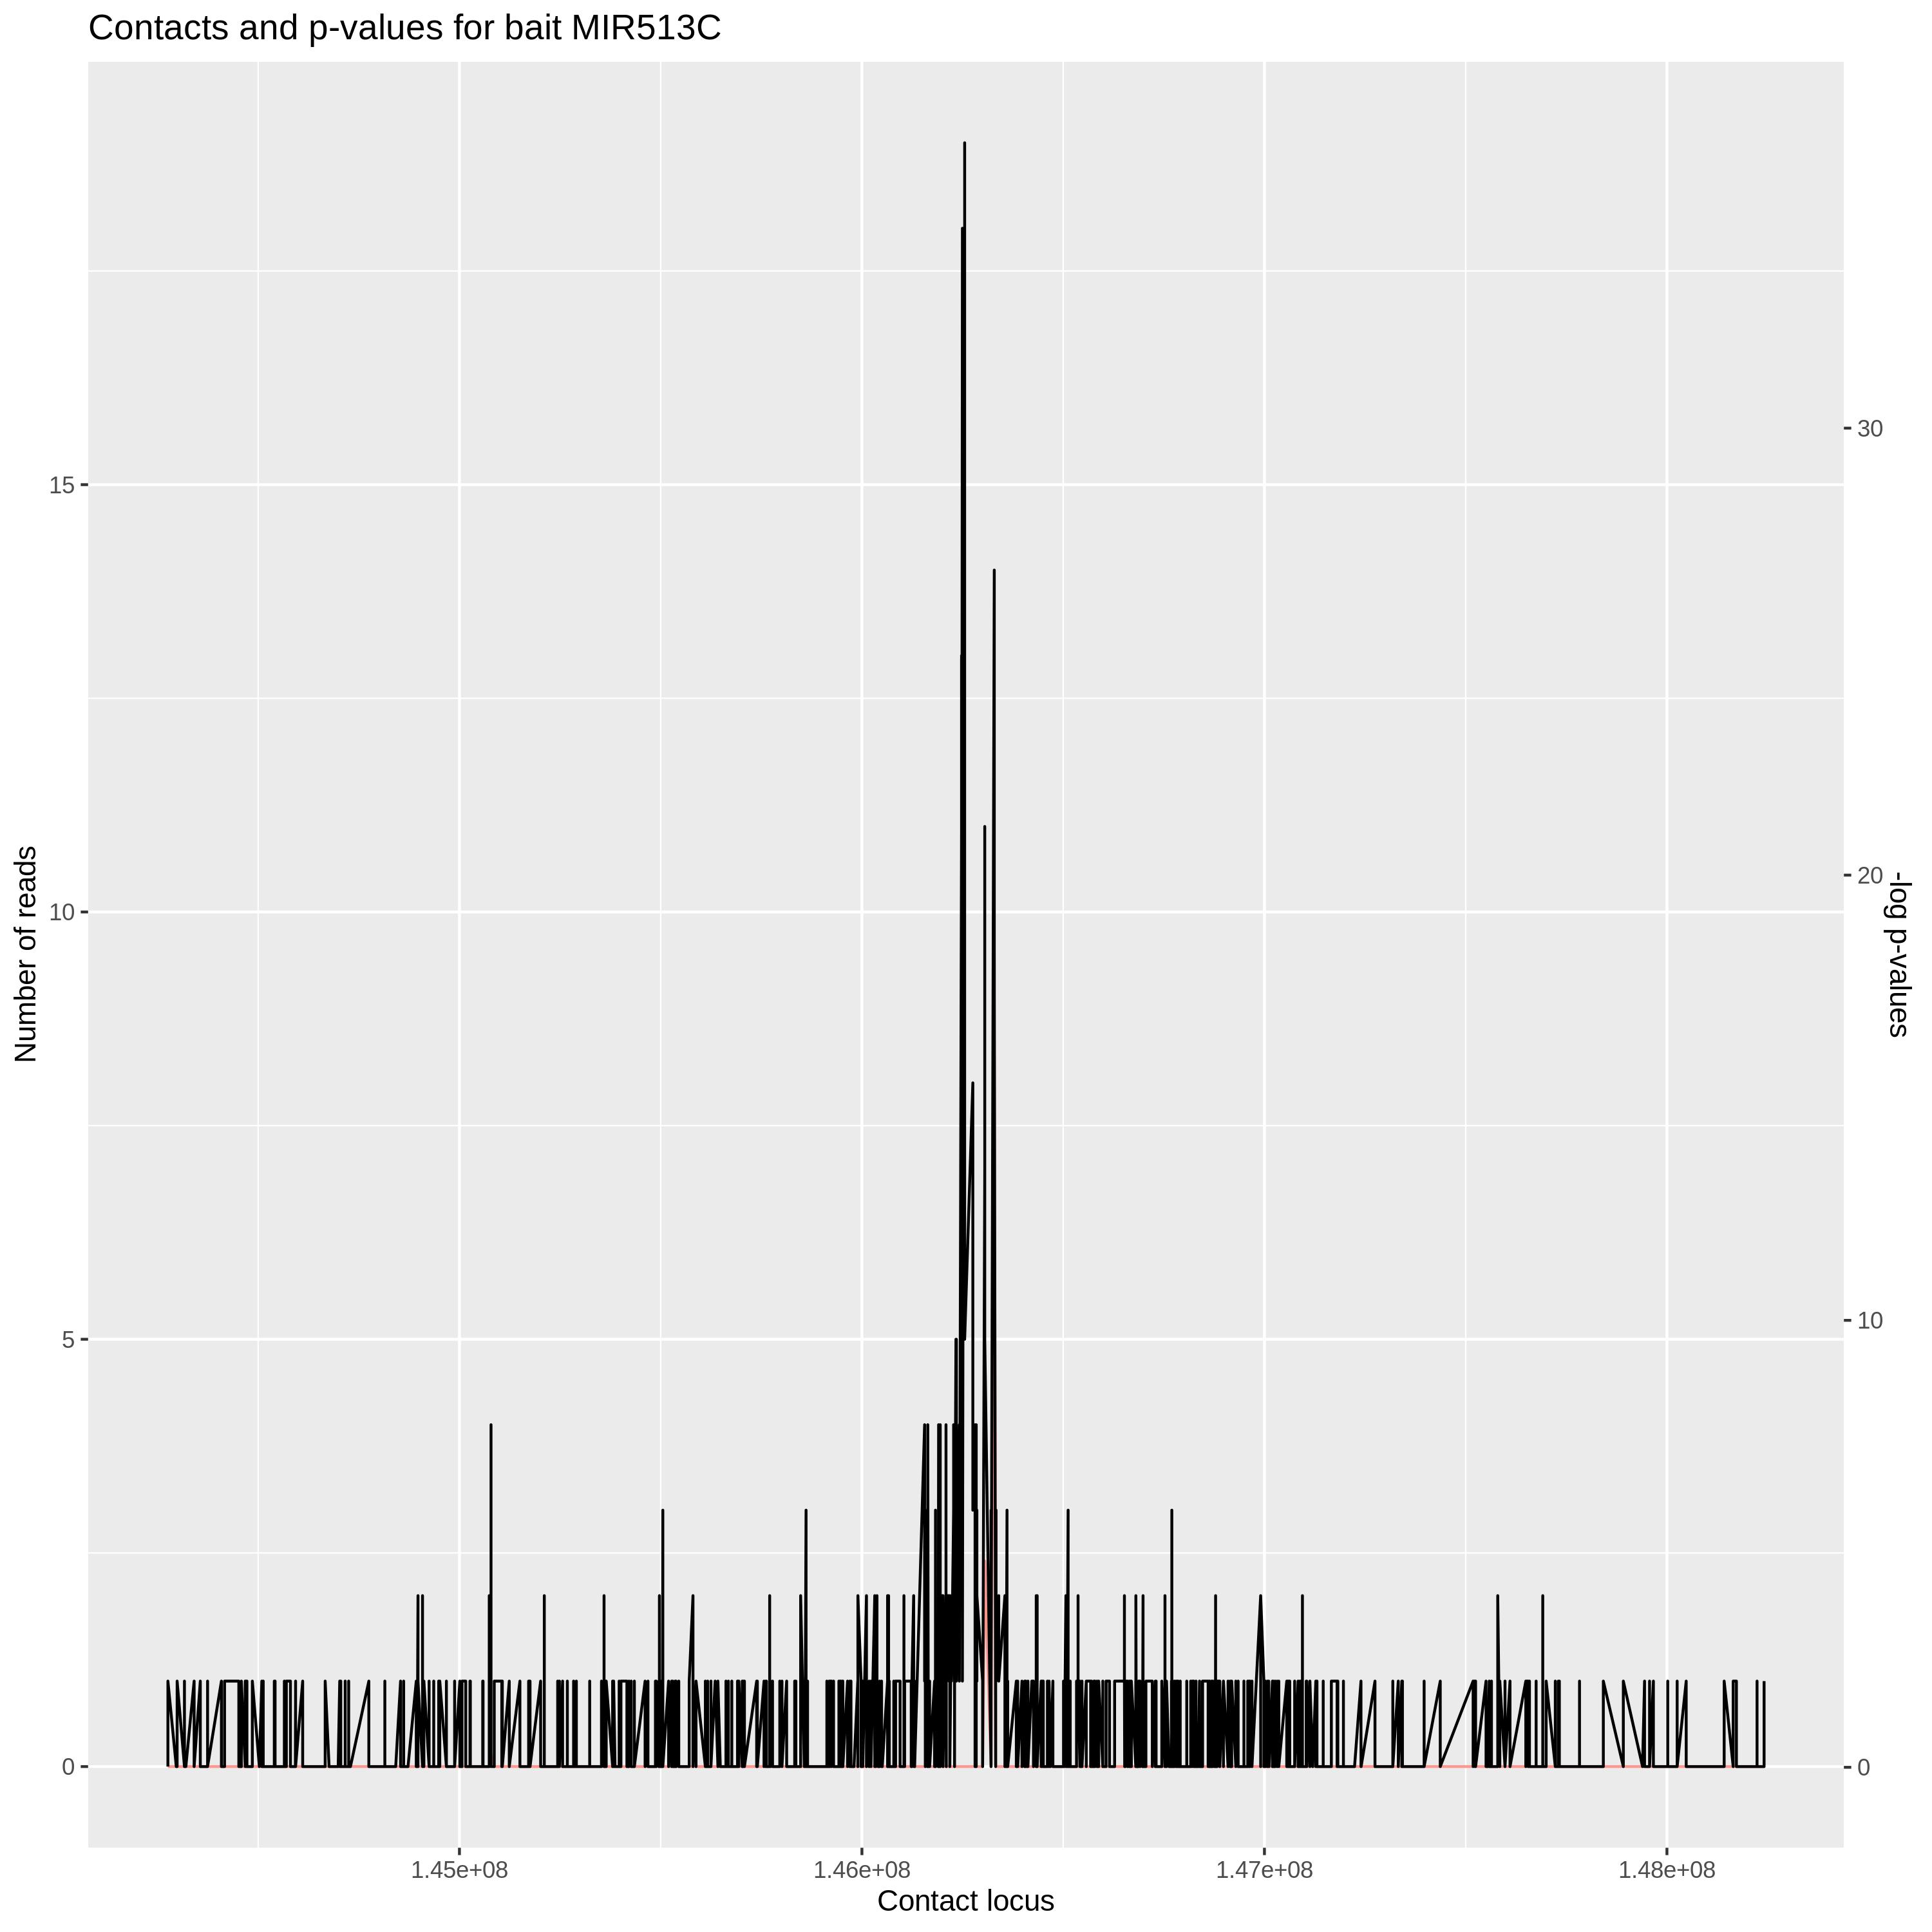 Contacts and p-values for bait MIR513C
15
10
5
0
Number of reads
30
20
10
0
-log p-values
1.45e+08
1.46e+08
1.47e+08
1.48e+08
Contact locus